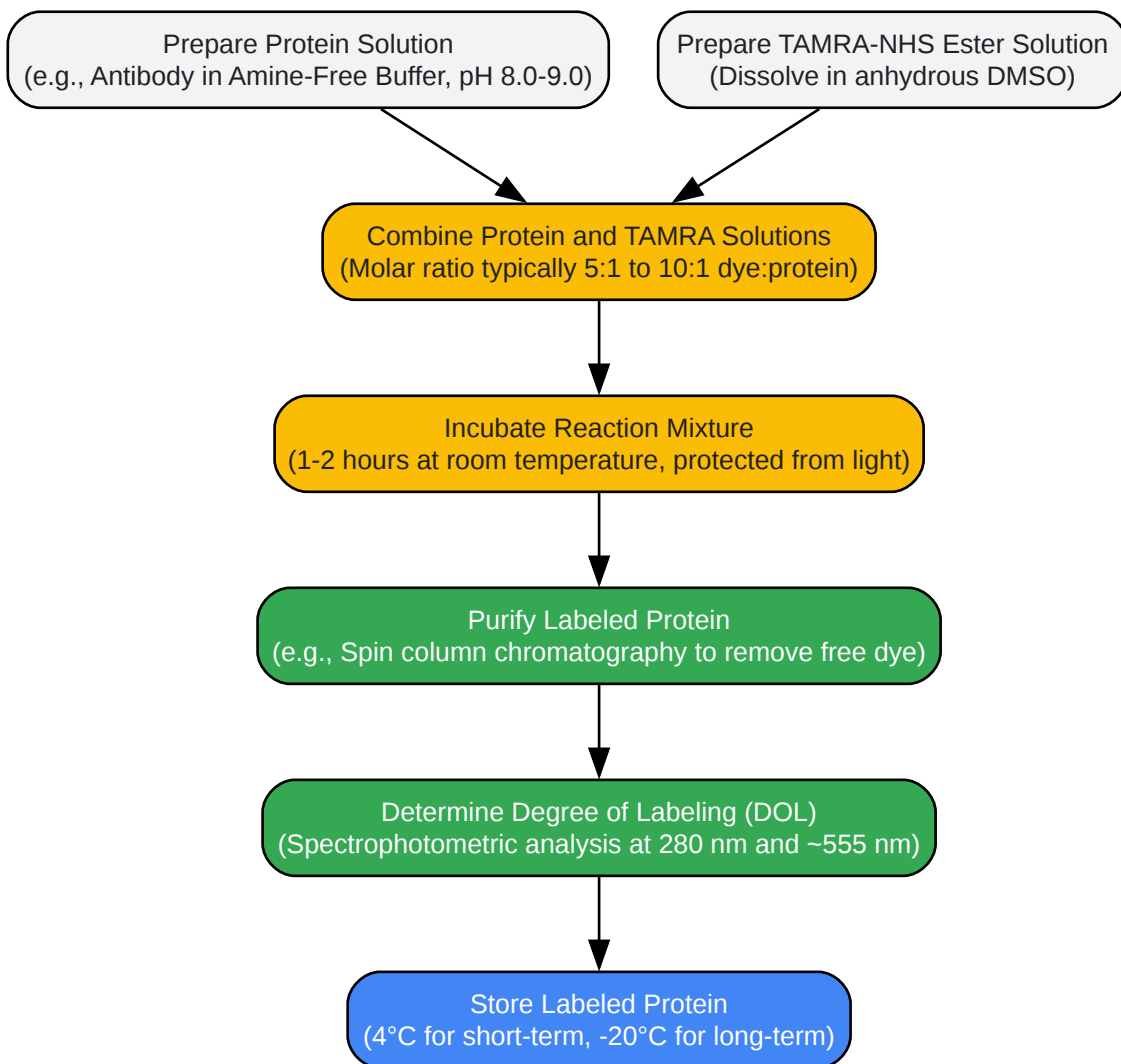 Prepare Protein Solution
(e.g., Antibody in Amine-Free Buffer, pH 8.0-9.0)
Prepare TAMRA-NHS Ester Solution
(Dissolve in anhydrous DMSO)
Combine Protein and TAMRA Solutions
(Molar ratio typically 5:1 to 10:1 dye:protein)
Incubate Reaction Mixture
(1-2 hours at room temperature, protected from light)
Purify Labeled Protein
(e.g., Spin column chromatography to remove free dye)
Determine Degree of Labeling (DOL)
(Spectrophotometric analysis at 280 nm and ~555 nm)
Store Labeled Protein
(4°C for short-term, -20°C for long-term)